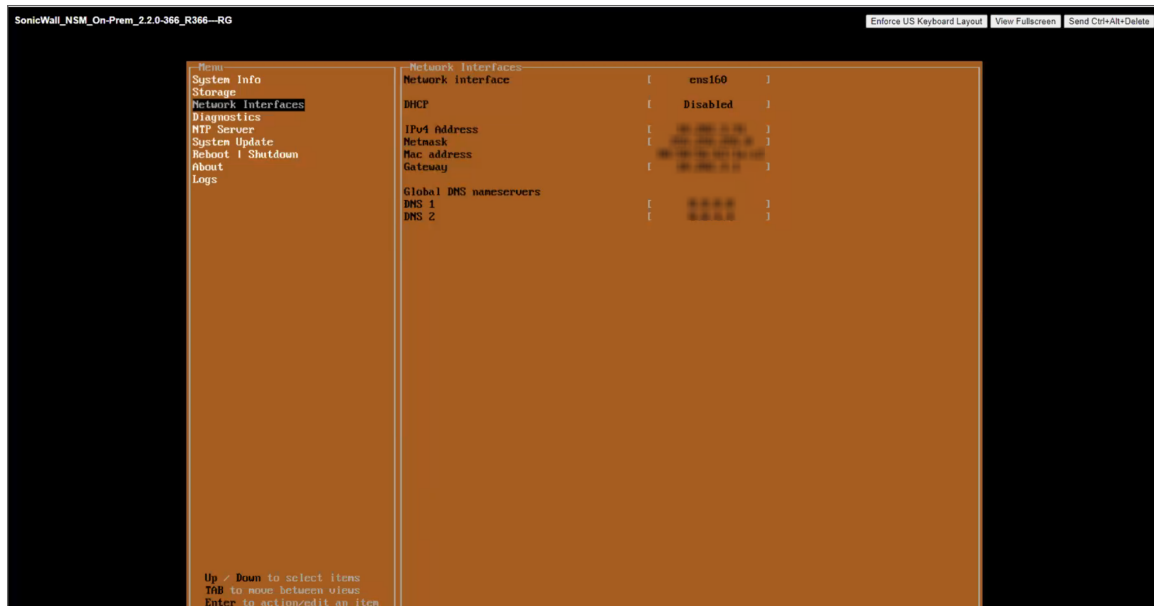 SonicWall_NSM_On-Prem_2.2.0-366_R366---RG
Enforce US Keyboard Layout
View Fullscreen
Send Ctrl+Alt+Delete
Menu
System Info
Storage
Network Interfaces
Diagnostics
NTP Server
System Update
Reboot | Shutdown
About
Logs
Up / Down to select items
TAB to move between views
Enter to action/edit an item
Network Interfaces
Network interface [ ens160 ]
DHCP [ Disabled ]
IPv4 Address [ ]
Netmask [ ]
Mac address
Gateway [ ]
Global DNS nameservers
DNS 1 [ ]
DNS 2 [ ]